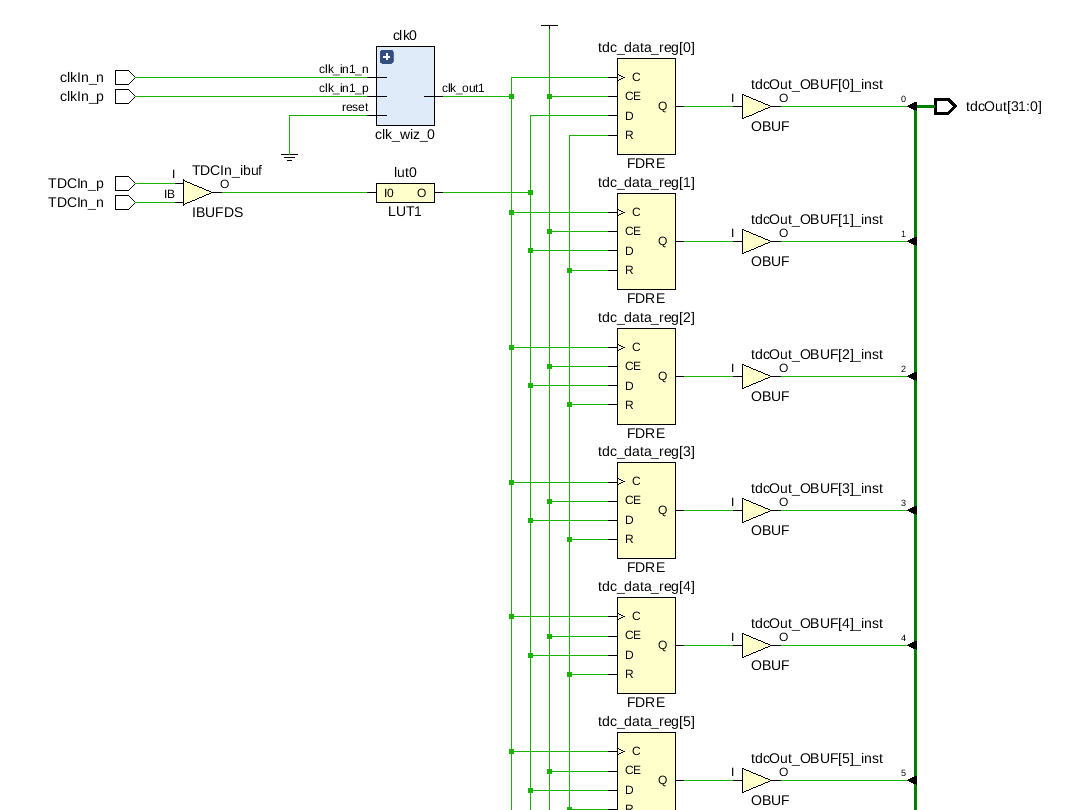 clk0
clkIn_n
clkIn_p
clk_in1_n
clk_in1_p
reset
clk_out1
clk_wiz_0
TDCIn_p
TDCIn_n
I
IB
TDCIn_ibuf
O
IBUFDS
lut0
I0 O
LUT1
tdc_data_reg[0]
C
CE
D
R
Q
FDRE
tdcOut_OBUF[0]_inst
I
O
OBUF
0
tdcOut[31:0]
tdc_data_reg[1]
C
CE
D
R
Q
FDRE
tdcOut_OBUF[1]_inst
I
O
OBUF
1
tdc_data_reg[2]
C
CE
D
R
Q
FDRE
tdcOut_OBUF[2]_inst
I
O
OBUF
2
tdc_data_reg[3]
C
CE
D
R
Q
FDRE
tdcOut_OBUF[3]_inst
I
O
OBUF
3
tdc_data_reg[4]
C
CE
D
R
Q
FDRE
tdcOut_OBUF[4]_inst
I
O
OBUF
4
tdc_data_reg[5]
C
CE
D
R
Q
tdcOut_OBUF[5]_inst
I
O
OBUF
5